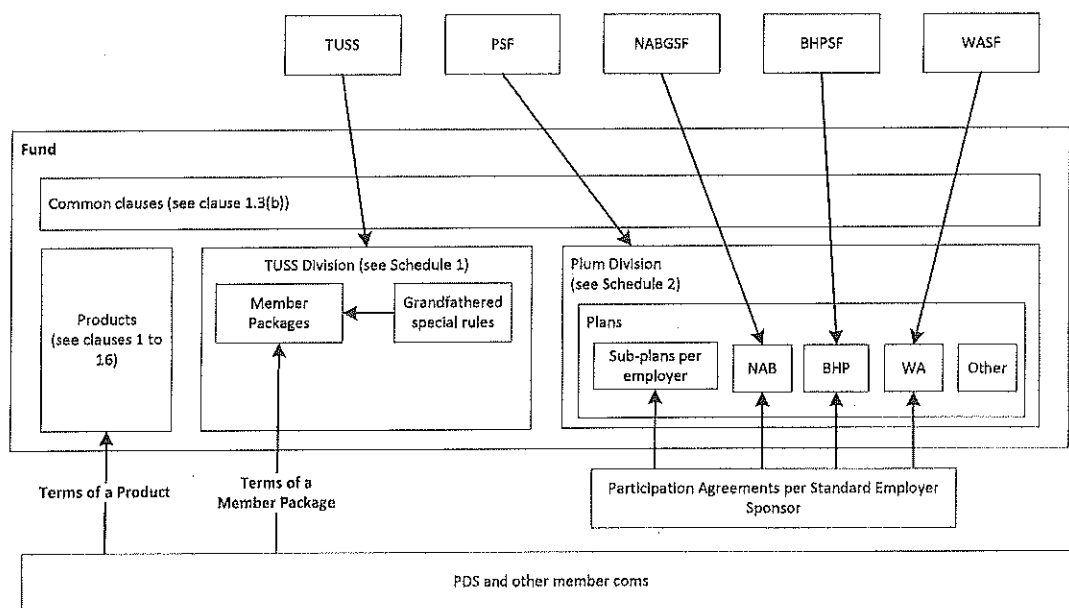 TUSS
PSF
NABGSF
BHPSF
WASF
Fund
Common clauses (see clause 1.3(b))
Products
(see clauses 1 to
16)
TUSS Division (see Schedule 1)
Member
Packages
Grandfathered
special rules
Plum Division
(see Schedule 2)
Plans
Sub-plans per
employer
NAB
BHP
WA
Other
Terms of a Product
Terms of a
Member Package
Participation Agreements per Standard Employer
Sponsor
PDS and other member coms